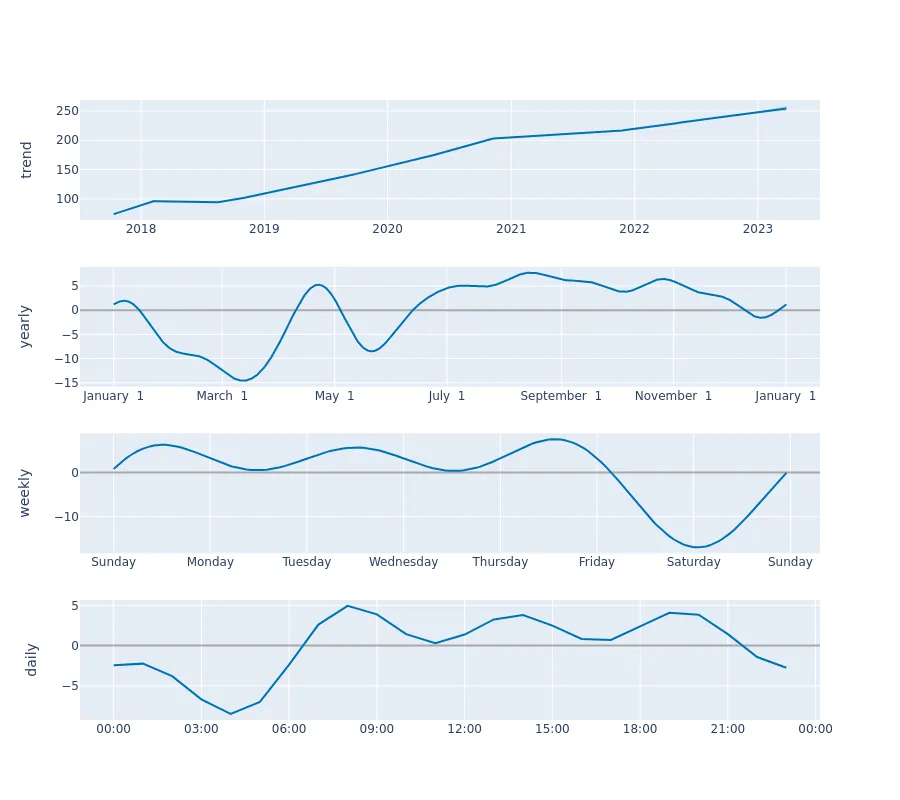 250
200
150
100
trend
2018 2019 2020 2021 2022 2023
5
0
−5
−10
−15
yearly
January 1 March 1 May 1 July 1 September 1 November 1 January 1
0
−10
weekly
Sunday Monday Tuesday Wednesday Thursday Friday Saturday Sunday
5
0
−5
daily
00:00 03:00 06:00 09:00 12:00 15:00 18:00 21:00 00:00